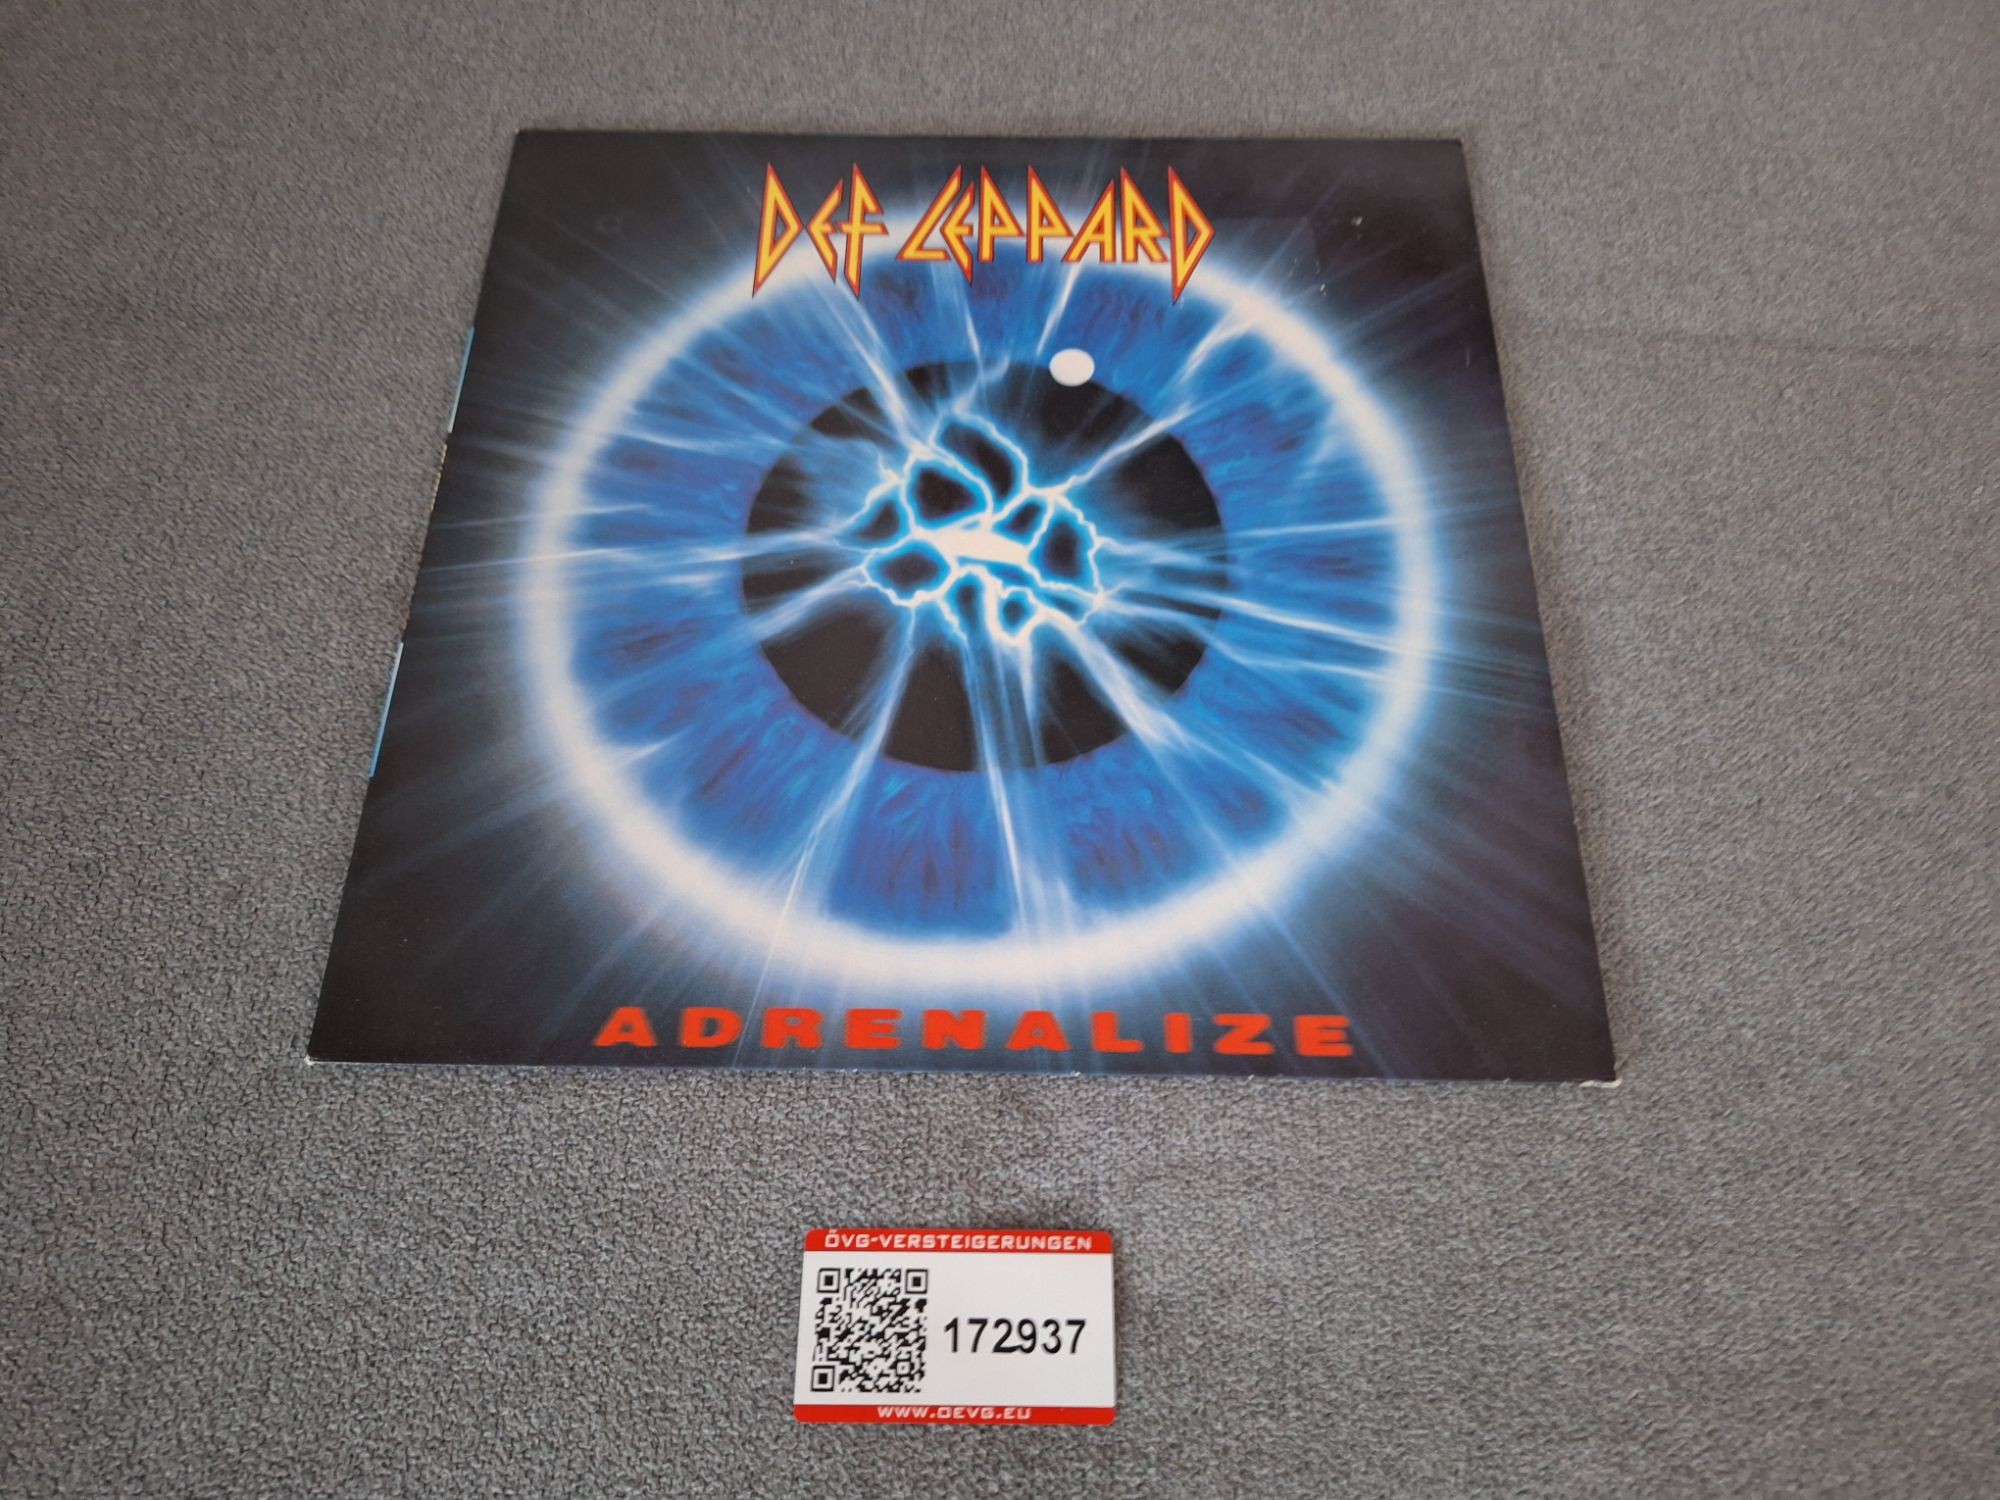 DEF LEPPARD
ADRENALIZE
ÖVG-VERSTEIGERUNGEN
172937
WWW.OEVG.EU